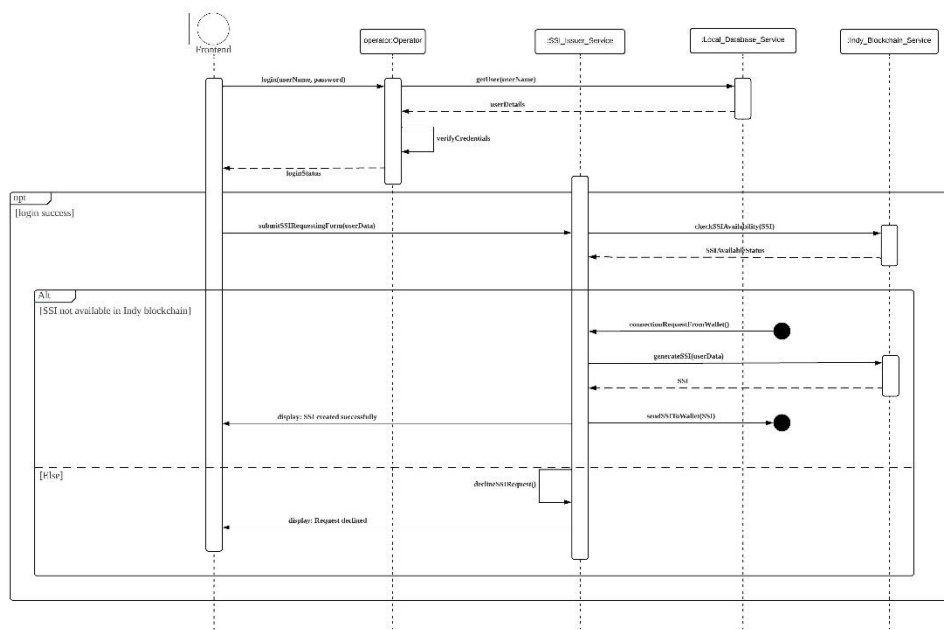 Frontend
operator:Operator
:SSI_Issuer_Service
:Local_Database_Service
:Indy_Blockchain_Service
login(userName, password)
getUser(userName)
userDetails
verifyCredentials
loginStatus
opt
[login success]
submitSSIRequestingForm(userData)
checkSSIAvailability(SSI)
SSIAvailableStatus
Alt
[SSI not available in Indy blockchain]
connectionRequestFromWallet()
generateSSI(userData)
SSI
display: SSI created successfully
sendSSIToWallet(SSI)
[Else]
declineSSIRequest()
display: Request declined